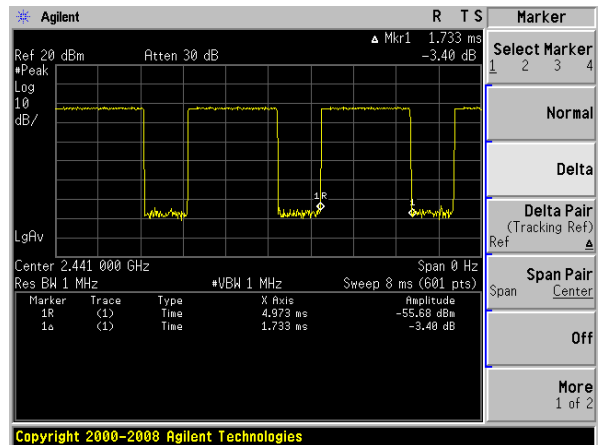 Agilent R T S Marker
Δ Mkr1 1.733 ms
Ref 20 dBm Atten 30 dB -3.40 dB
#Peak
Log
10
dB/
1R
1
LgAv
Center 2.441 000 GHz Span 0 Hz
Res BW 1 MHz #VBW 1 MHz Sweep 8 ms (601 pts)
Marker Trace Type X Axis Amplitude
1R (1) Time 4.973 ms -55.68 dBm
1Δ (1) Time 1.733 ms -3.40 dB
Copyright 2000-2008 Agilent Technologies
Select Marker
1 2 3 4
Normal
Delta
Delta Pair
(Tracking Ref)
Ref Δ
Span Pair
Span Center
Off
More
1 of 2